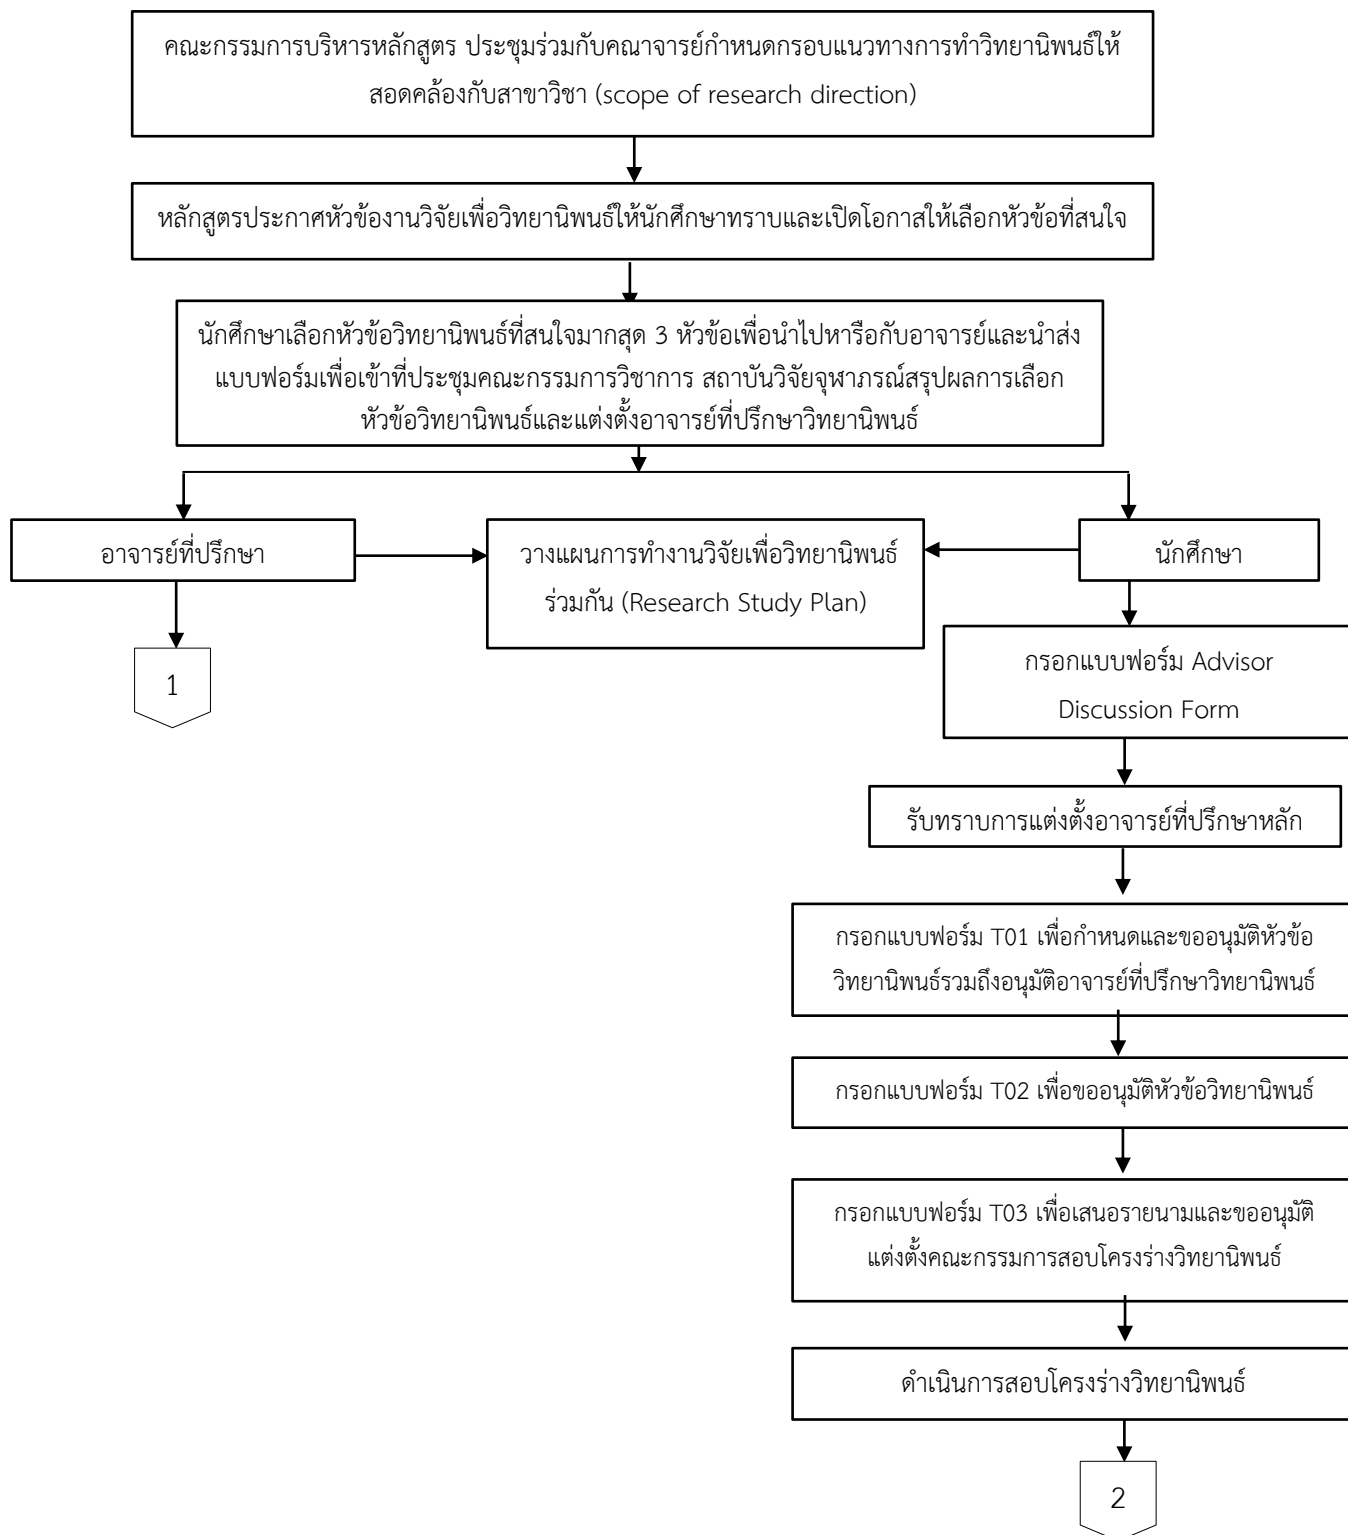 คณะกรรมการบริหารหลักสูตร ประชุมร่วมกับคณาจารย์กำหนดกรอบแนวทางการทำวิทยานิพนธ์ให้
สอดคล้องกับสาขาวิชา (scope of research direction)
หลักสูตรประกาศหัวข้องานวิจัยเพื่อวิทยานิพนธ์ให้นักศึกษาทราบและเปิดโอกาสให้เลือกหัวข้อที่สนใจ
นักศึกษาเลือกหัวข้อวิทยานิพนธ์ที่สนใจมากสุด 3 หัวข้อเพื่อนำไปหารือกับอาจารย์และนำส่ง
แบบฟอร์มเพื่อเข้าที่ประชุมคณะกรรมการวิชาการ สถาบันวิจัยจุฬาภรณ์สรุปผลการเลือก
หัวข้อวิทยานิพนธ์และแต่งตั้งอาจารย์ที่ปรึกษาวิทยานิพนธ์
อาจารย์ที่ปรึกษา
วางแผนการทำงานวิจัยเพื่อวิทยานิพนธ์
ร่วมกัน (Research Study Plan)
นักศึกษา
1
กรอกแบบฟอร์ม Advisor
Discussion Form
รับทราบการแต่งตั้งอาจารย์ที่ปรึกษาหลัก
กรอกแบบฟอร์ม T01 เพื่อกำหนดและขออนุมัติหัวข้อ
วิทยานิพนธ์รวมถึงอนุมัติอาจารย์ที่ปรึกษาวิทยานิพนธ์
กรอกแบบฟอร์ม T02 เพื่อขออนุมัติหัวข้อวิทยานิพนธ์
กรอกแบบฟอร์ม T03 เพื่อเสนอรายนามและขออนุมัติ
แต่งตั้งคณะกรรมการสอบโครงร่างวิทยานิพนธ์
ดำเนินการสอบโครงร่างวิทยานิพนธ์
2